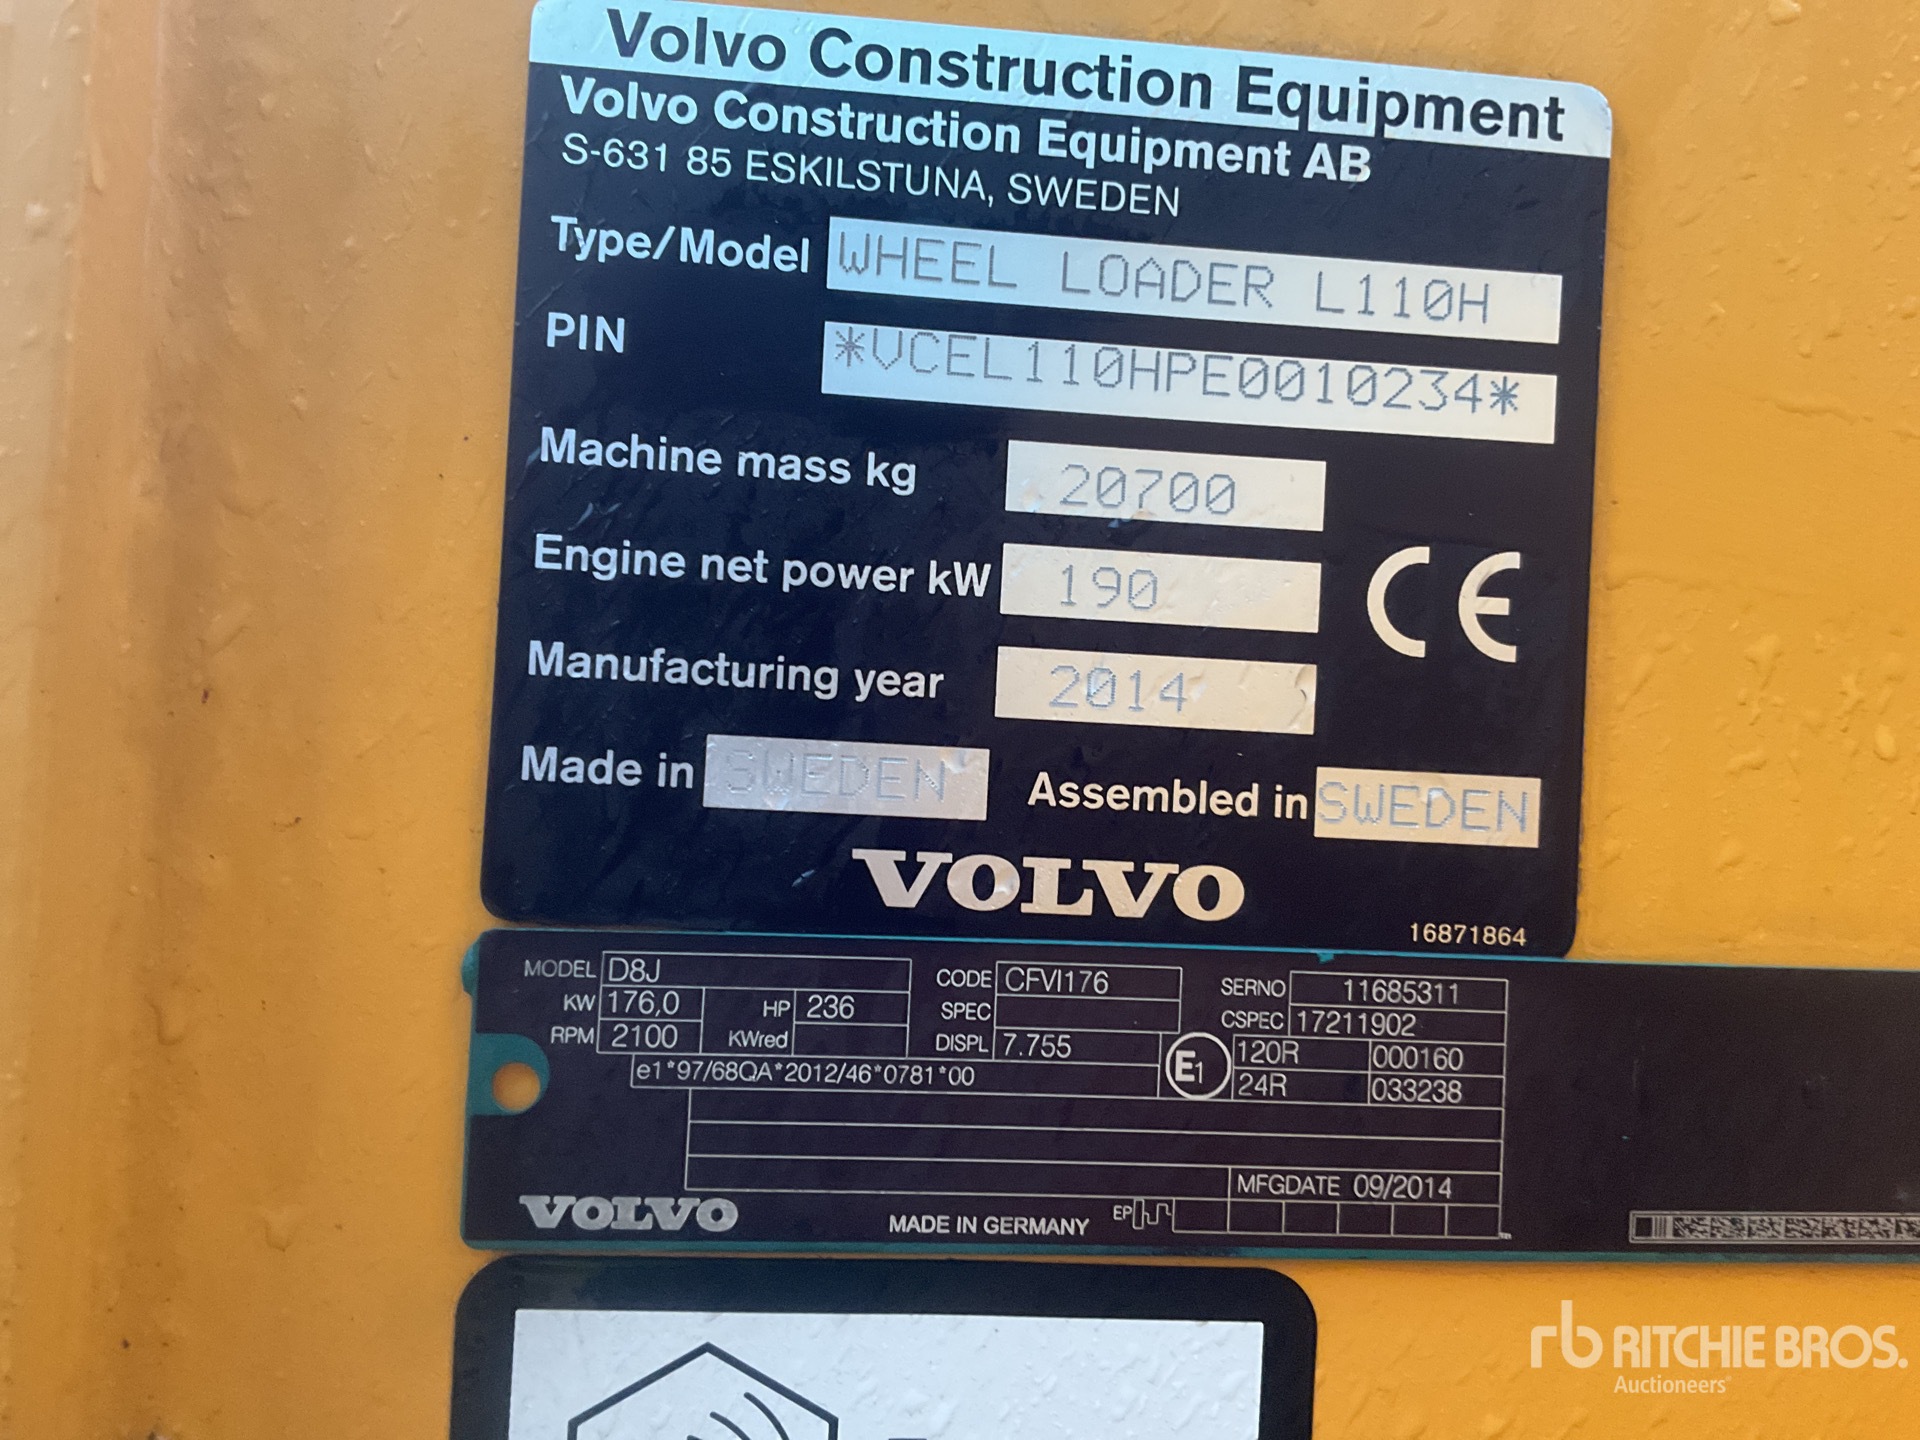 Volvo Construction Equipment
Volvo Construction Equipment AB
S-631 85 ESKILSTUNA, SWEDEN
Type/Model WHEEL LOADER L110H
PIN *VCEL110HPE0010234*
Machine mass kg 20700
Engine net power kW 190
CE
Manufacturing year 2014
Made in SWEDEN Assembled in SWEDEN
VOLVO
16871864
MODEL D8J CODE CFVI176 SERNO 11685311
KW 176,0 HP 236 SPEC CSPEC 17211902
RPM 2100 KWred DISPL 7.755 E1 120R 000160
e1*97/68QA*2012/46*0781*00 24R 033238
MFGDATE 09/2014
VOLVO MADE IN GERMANY EP
rb RITCHIE BROS.
Auctioneers